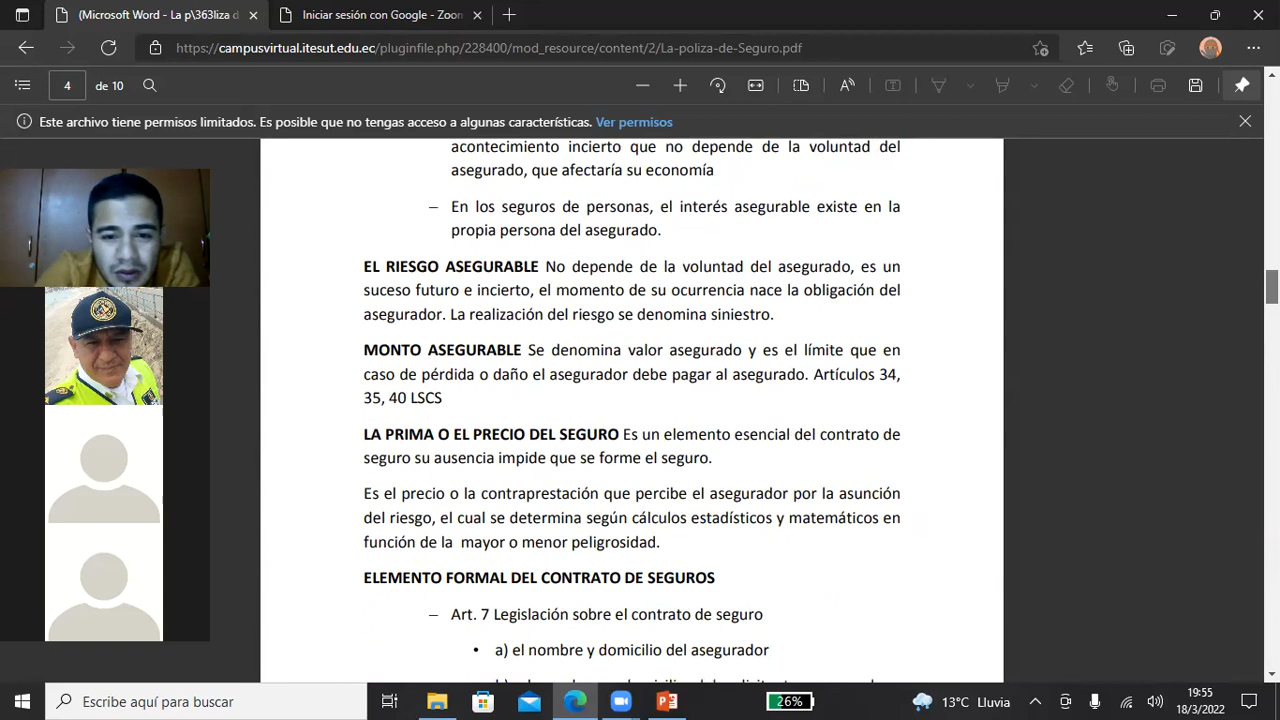 (Microsoft Word - La p\363liza d
Iniciar sesión con Google - Zoon
https://campusvirtual.itesut.edu.ec/pluginfile.php/228400/mod_resource/content/2/La-poliza-de-Seguro.pdf
4 de 10
Este archivo tiene permisos limitados. Es posible que no tengas acceso a algunas características. Ver permisos
acontecimiento incierto que no depende de la voluntad del
asegurado, que afectaría su economía
– En los seguros de personas, el interés asegurable existe en la
propia persona del asegurado.
EL RIESGO ASEGURABLE No depende de la voluntad del asegurado, es un
suceso futuro e incierto, el momento de su ocurrencia nace la obligación del
asegurador. La realización del riesgo se denomina siniestro.
MONTO ASEGURABLE Se denomina valor asegurado y es el límite que en
caso de pérdida o daño el asegurador debe pagar al asegurado. Artículos 34,
35, 40 LSCS
LA PRIMA O EL PRECIO DEL SEGURO Es un elemento esencial del contrato de
seguro su ausencia impide que se forme el seguro.
Es el precio o la contraprestación que percibe el asegurador por la asunción
del riesgo, el cual se determina según cálculos estadísticos y matemáticos en
función de la mayor o menor peligrosidad.
ELEMENTO FORMAL DEL CONTRATO DE SEGUROS
– Art. 7 Legislación sobre el contrato de seguro
• a) el nombre y domicilio del asegurador
Escribe aquí para buscar
26%
13°C Lluvia
19:55
18/3/2022